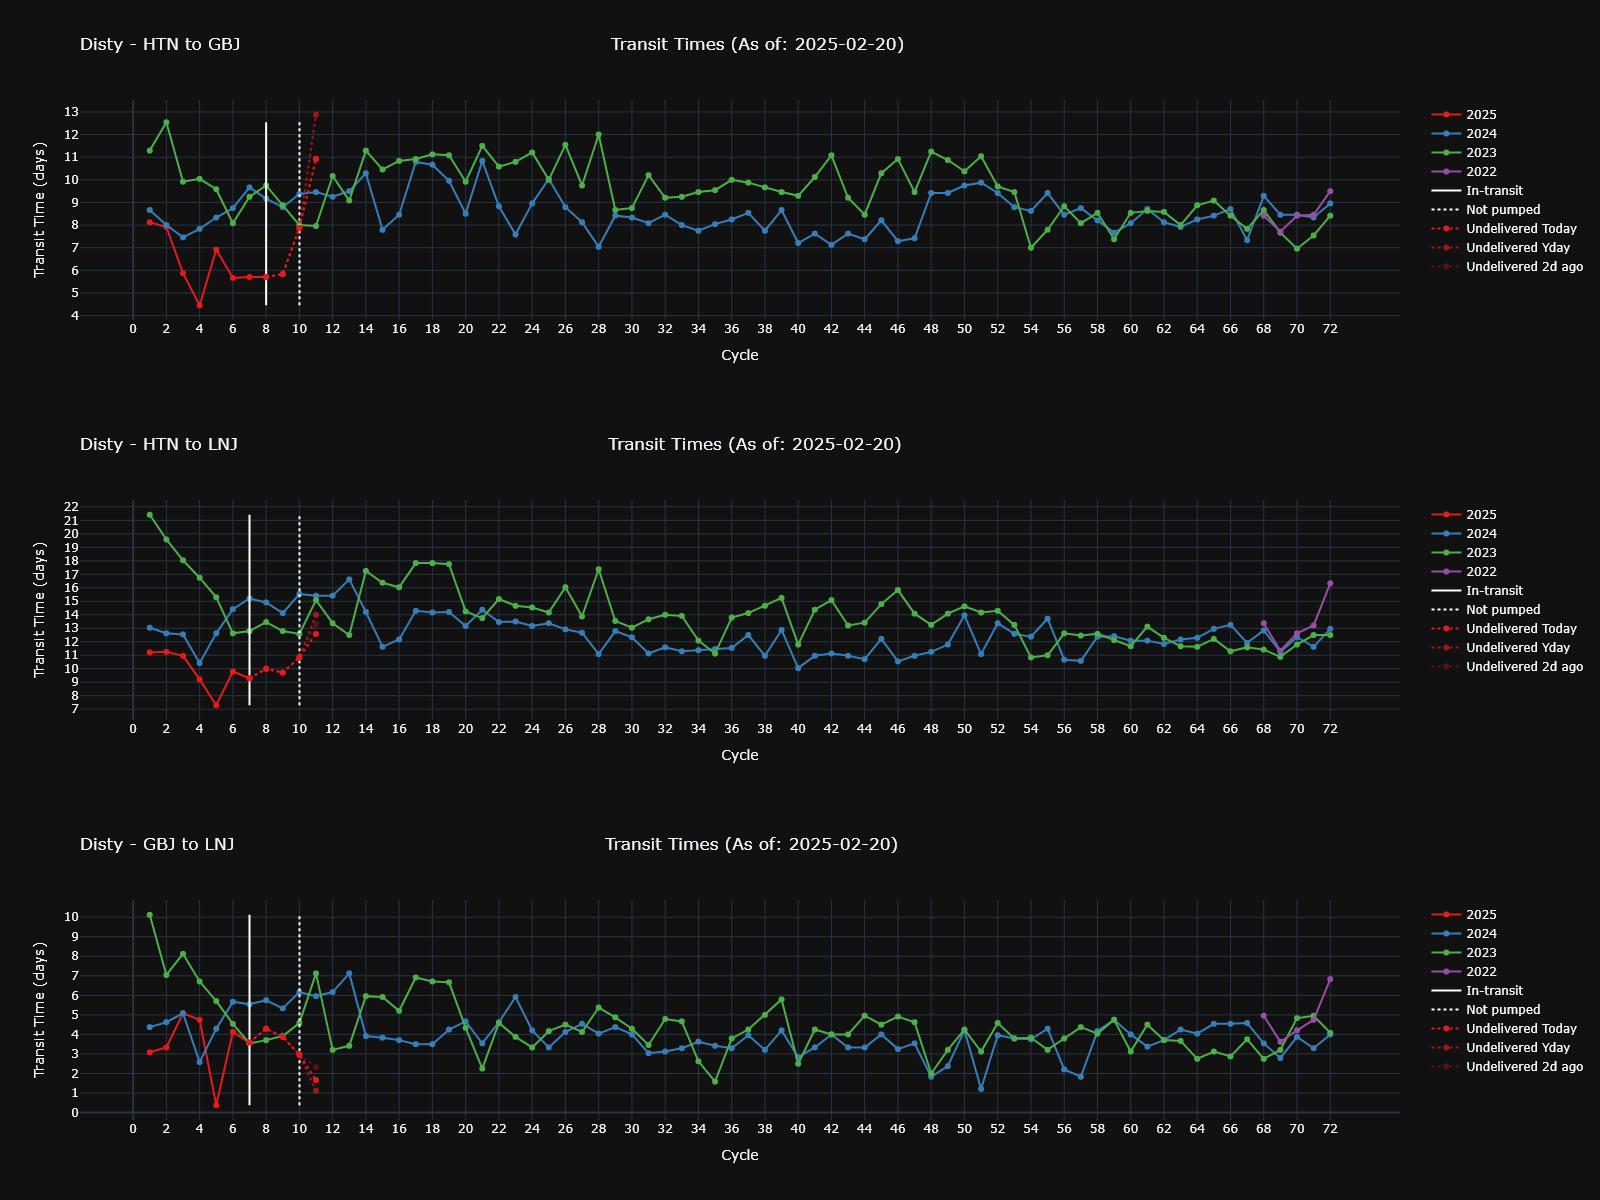 Disty - HTN to GBJ
Transit Times (As of: 2025-02-20)
Transit Time (days)
13
12
11
10
9
8
7
6
5
4
0 2 4 6 8 10 12 14 16 18 20 22 24 26 28 30 32 34 36 38 40 42 44 46 48 50 52 54 56 58 60 62 64 66 68 70 72
Cycle
2025
2024
2023
2022
In-transit
Not pumped
Undelivered Today
Undelivered Yday
Undelivered 2d ago
Disty - HTN to LNJ
Transit Times (As of: 2025-02-20)
Transit Time (days)
22
21
20
19
18
17
16
15
14
13
12
11
10
9
8
7
0 2 4 6 8 10 12 14 16 18 20 22 24 26 28 30 32 34 36 38 40 42 44 46 48 50 52 54 56 58 60 62 64 66 68 70 72
Cycle
2025
2024
2023
2022
In-transit
Not pumped
Undelivered Today
Undelivered Yday
Undelivered 2d ago
Disty - GBJ to LNJ
Transit Times (As of: 2025-02-20)
Transit Time (days)
10
9
8
7
6
5
4
3
2
1
0
0 2 4 6 8 10 12 14 16 18 20 22 24 26 28 30 32 34 36 38 40 42 44 46 48 50 52 54 56 58 60 62 64 66 68 70 72
Cycle
2025
2024
2023
2022
In-transit
Not pumped
Undelivered Today
Undelivered Yday
Undelivered 2d ago